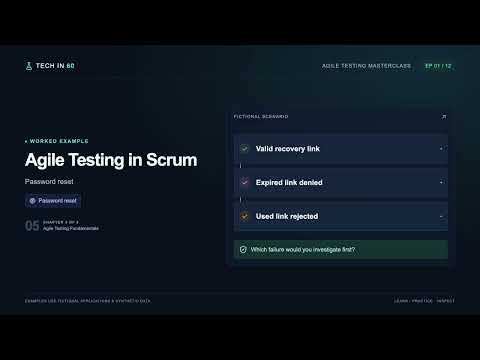 TECH IN 60
AGILE TESTING MASTERCLASS
EP 01 / 12
WORKED EXAMPLE
Agile Testing in Scrum
Password reset
Password reset
05
CHAPTER 3 OF 4
Agile Testing Fundamentals
FICTIONAL SCENARIO
Valid recovery link
Expired link denied
Used link rejected
Which failure would you investigate first?
EXAMPLES USE FICTIONAL APPLICATIONS & SYNTHETIC DATA
LEARN · PRACTICE · INSPECT